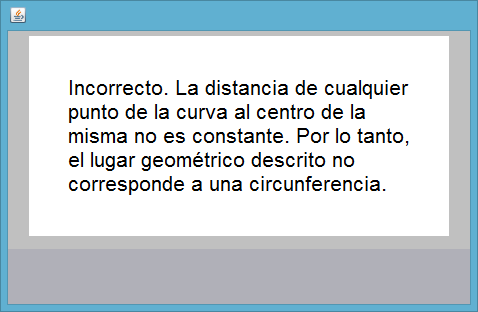 Incorrecto. La distancia de cualquier
punto de la curva al centro de la
misma no es constante. Por lo tanto,
el lugar geométrico descrito no
corresponde a una circunferencia.